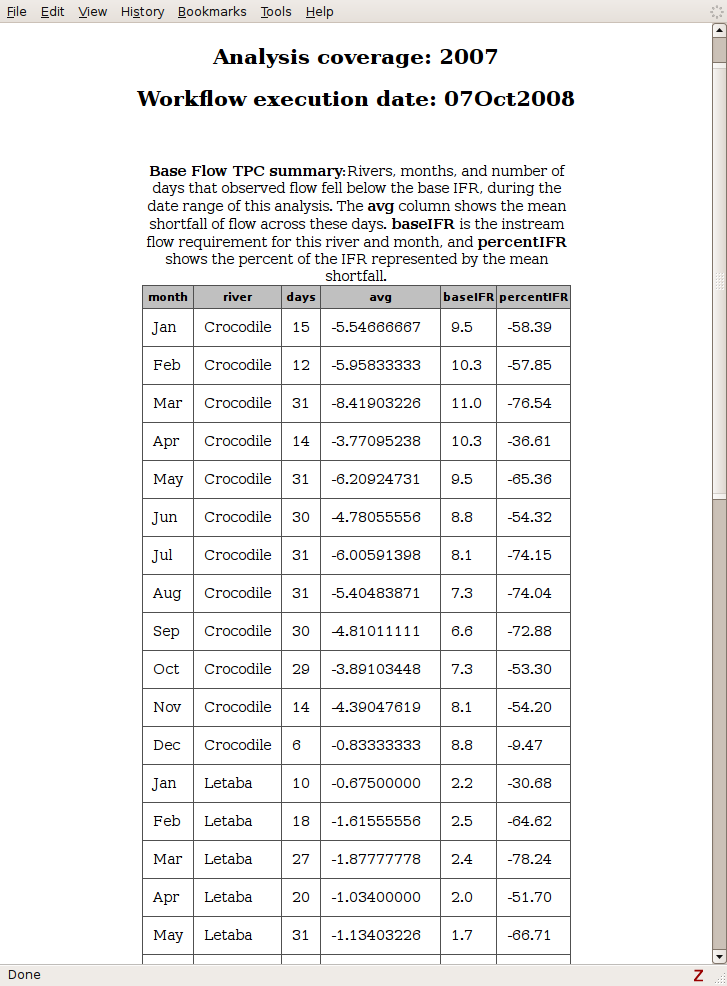 File Edit View History Bookmarks Tools Help
Analysis coverage: 2007
Workflow execution date: 07Oct2008
Base Flow TPC summary:Rivers, months, and number of
days that observed flow fell below the base IFR, during the
date range of this analysis. The avg column shows the mean
shortfall of flow across these days. baseIFR is the instream
flow requirement for this river and month, and percentIFR
shows the percent of the IFR represented by the mean
shortfall.
month river days avg baseIFR percentIFR
Jan Crocodile 15 -5.54666667 9.5 -58.39
Feb Crocodile 12 -5.95833333 10.3 -57.85
Mar Crocodile 31 -8.41903226 11.0 -76.54
Apr Crocodile 14 -3.77095238 10.3 -36.61
May Crocodile 31 -6.20924731 9.5 -65.36
Jun Crocodile 30 -4.78055556 8.8 -54.32
Jul Crocodile 31 -6.00591398 8.1 -74.15
Aug Crocodile 31 -5.40483871 7.3 -74.04
Sep Crocodile 30 -4.81011111 6.6 -72.88
Oct Crocodile 29 -3.89103448 7.3 -53.30
Nov Crocodile 14 -4.39047619 8.1 -54.20
Dec Crocodile 6 -0.83333333 8.8 -9.47
Jan Letaba 10 -0.67500000 2.2 -30.68
Feb Letaba 18 -1.61555556 2.5 -64.62
Mar Letaba 27 -1.87777778 2.4 -78.24
Apr Letaba 20 -1.03400000 2.0 -51.70
May Letaba 31 -1.13403226 1.7 -66.71
Done Z